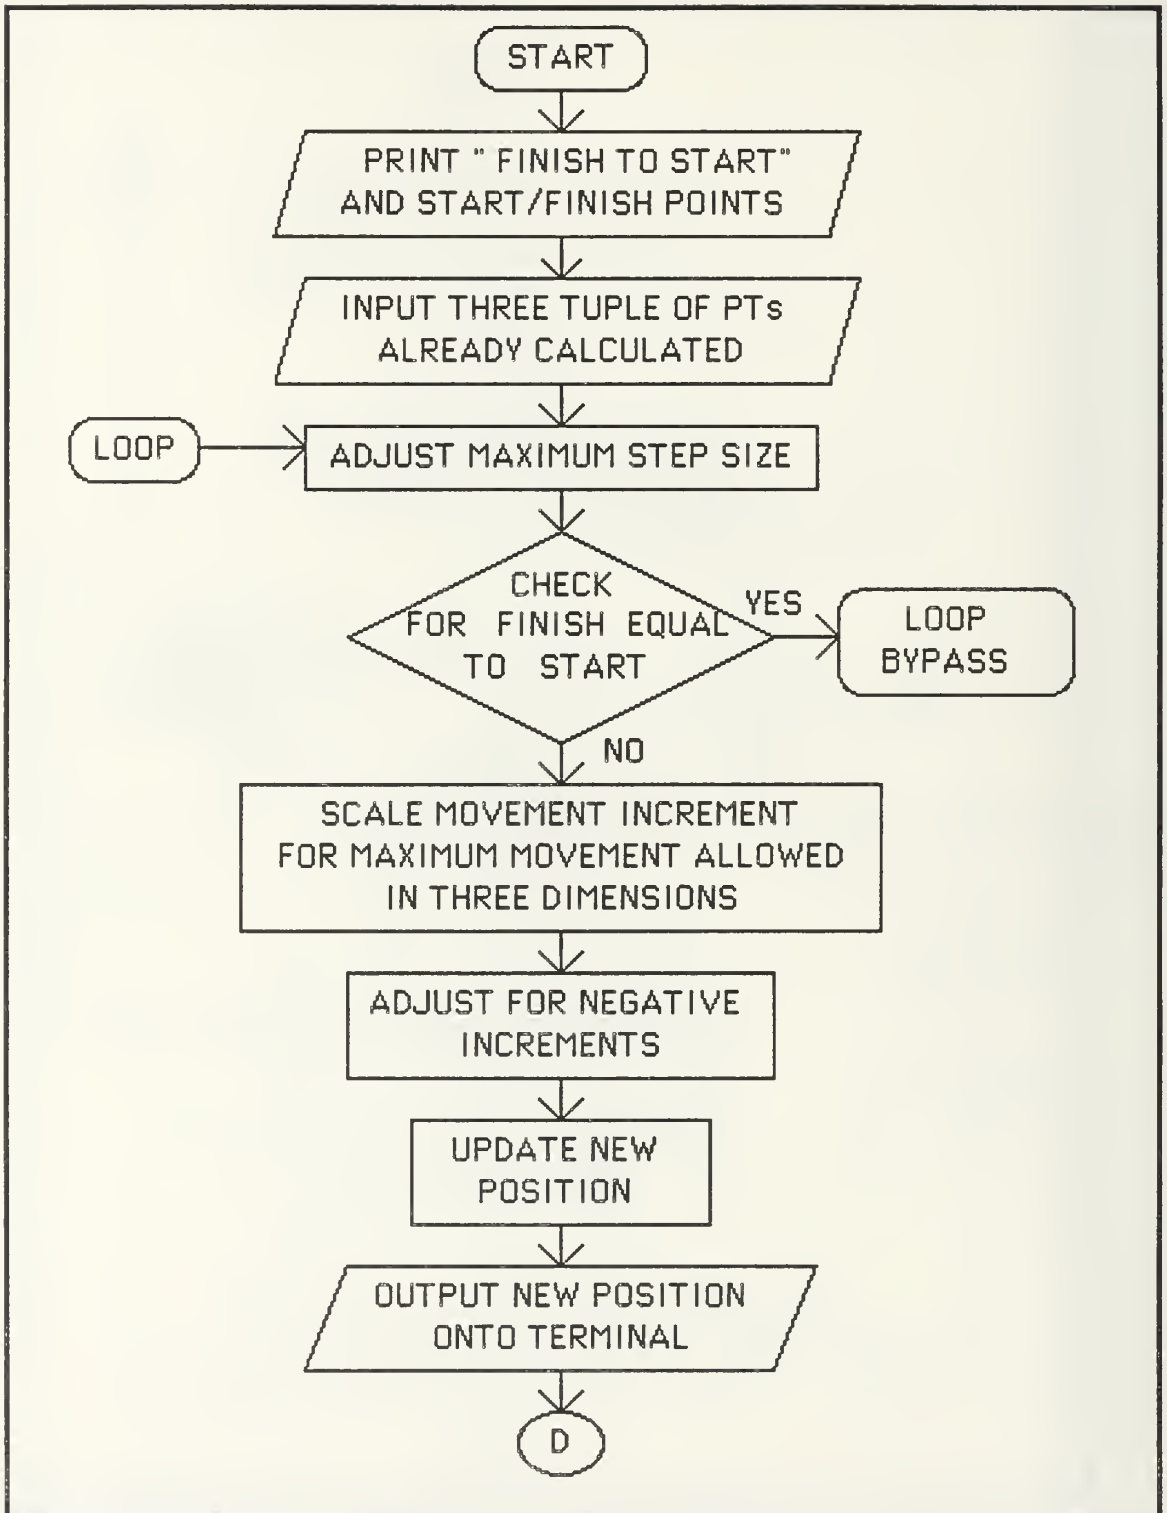 START
PRINT " FINISH TO START"
AND START/FINISH POINTS
INPUT THREE TUPLE OF PTs
ALREADY CALCULATED
LOOP
ADJUST MAXIMUM STEP SIZE
CHECK
FOR FINISH EQUAL
TO START
YES
LOOP
BYPASS
NO
SCALE MOVEMENT INCREMENT
FOR MAXIMUM MOVEMENT ALLOWED
IN THREE DIMENSIONS
ADJUST FOR NEGATIVE
INCREMENTS
UPDATE NEW
POSITION
OUTPUT NEW POSITION
ONTO TERMINAL
D